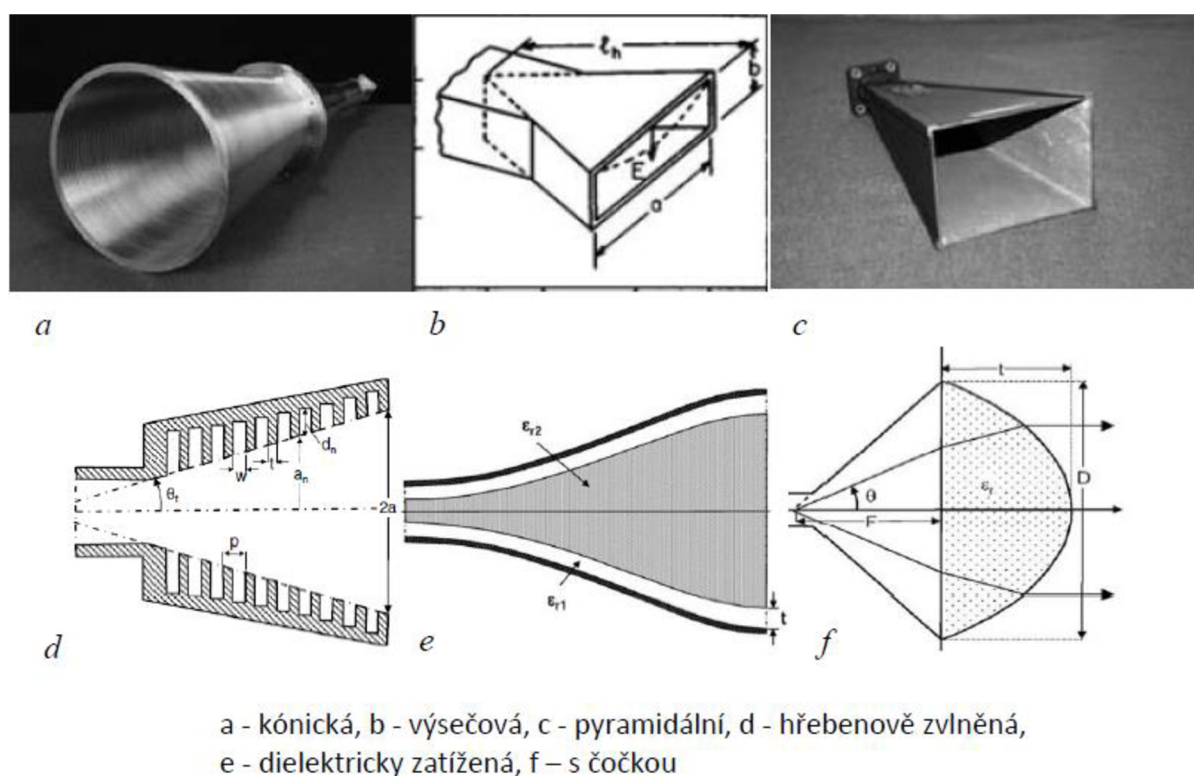 ℓh
b
E
a
a
b
c
dn
w
t
an
θf
2a
p
εr2
εr1
t
t
D
θ
F
εr
d
e
f
a - kónická, b - výsečová, c - pyramidální, d - hřebenově zvlněná,
e - dielektricky zatížená, f – s čočkou